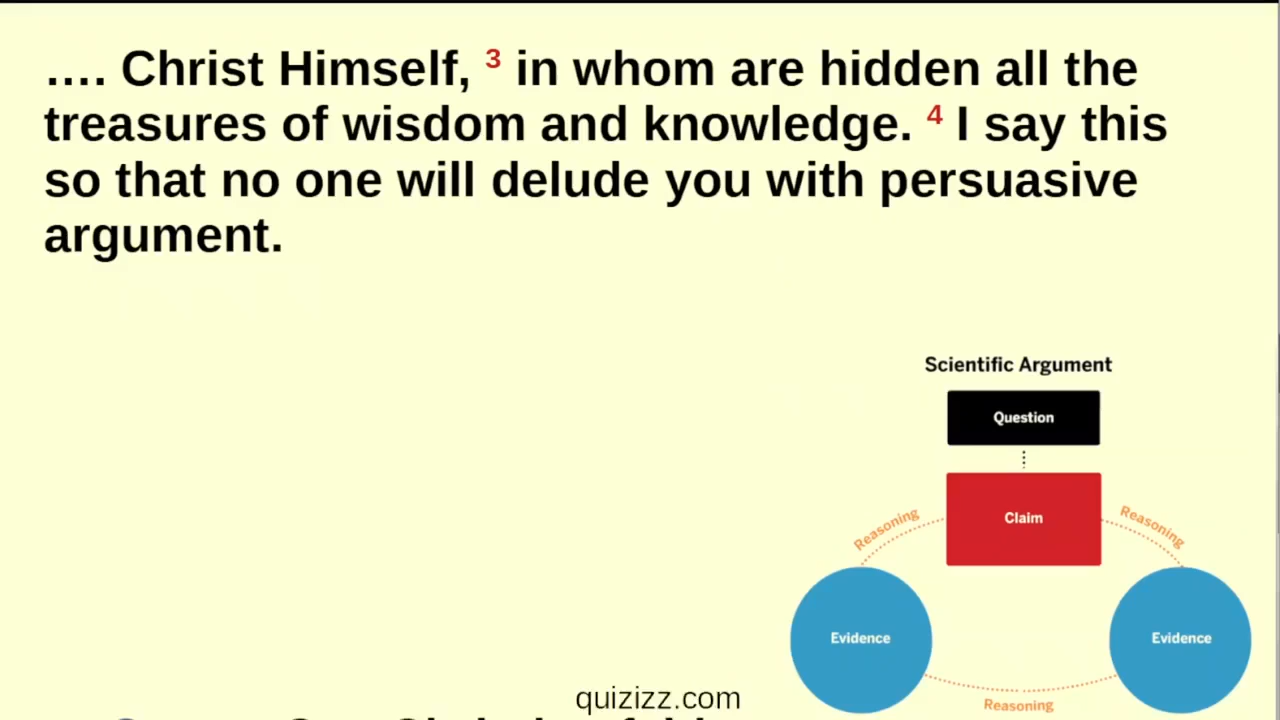 .... Christ Himself, 3 in whom are hidden all the
treasures of wisdom and knowledge. 4 I say this
so that no one will delude you with persuasive
argument.
Scientific Argument
Question
Claim
Reasoning
Reasoning
Evidence
Evidence
Reasoning
quizizz.com